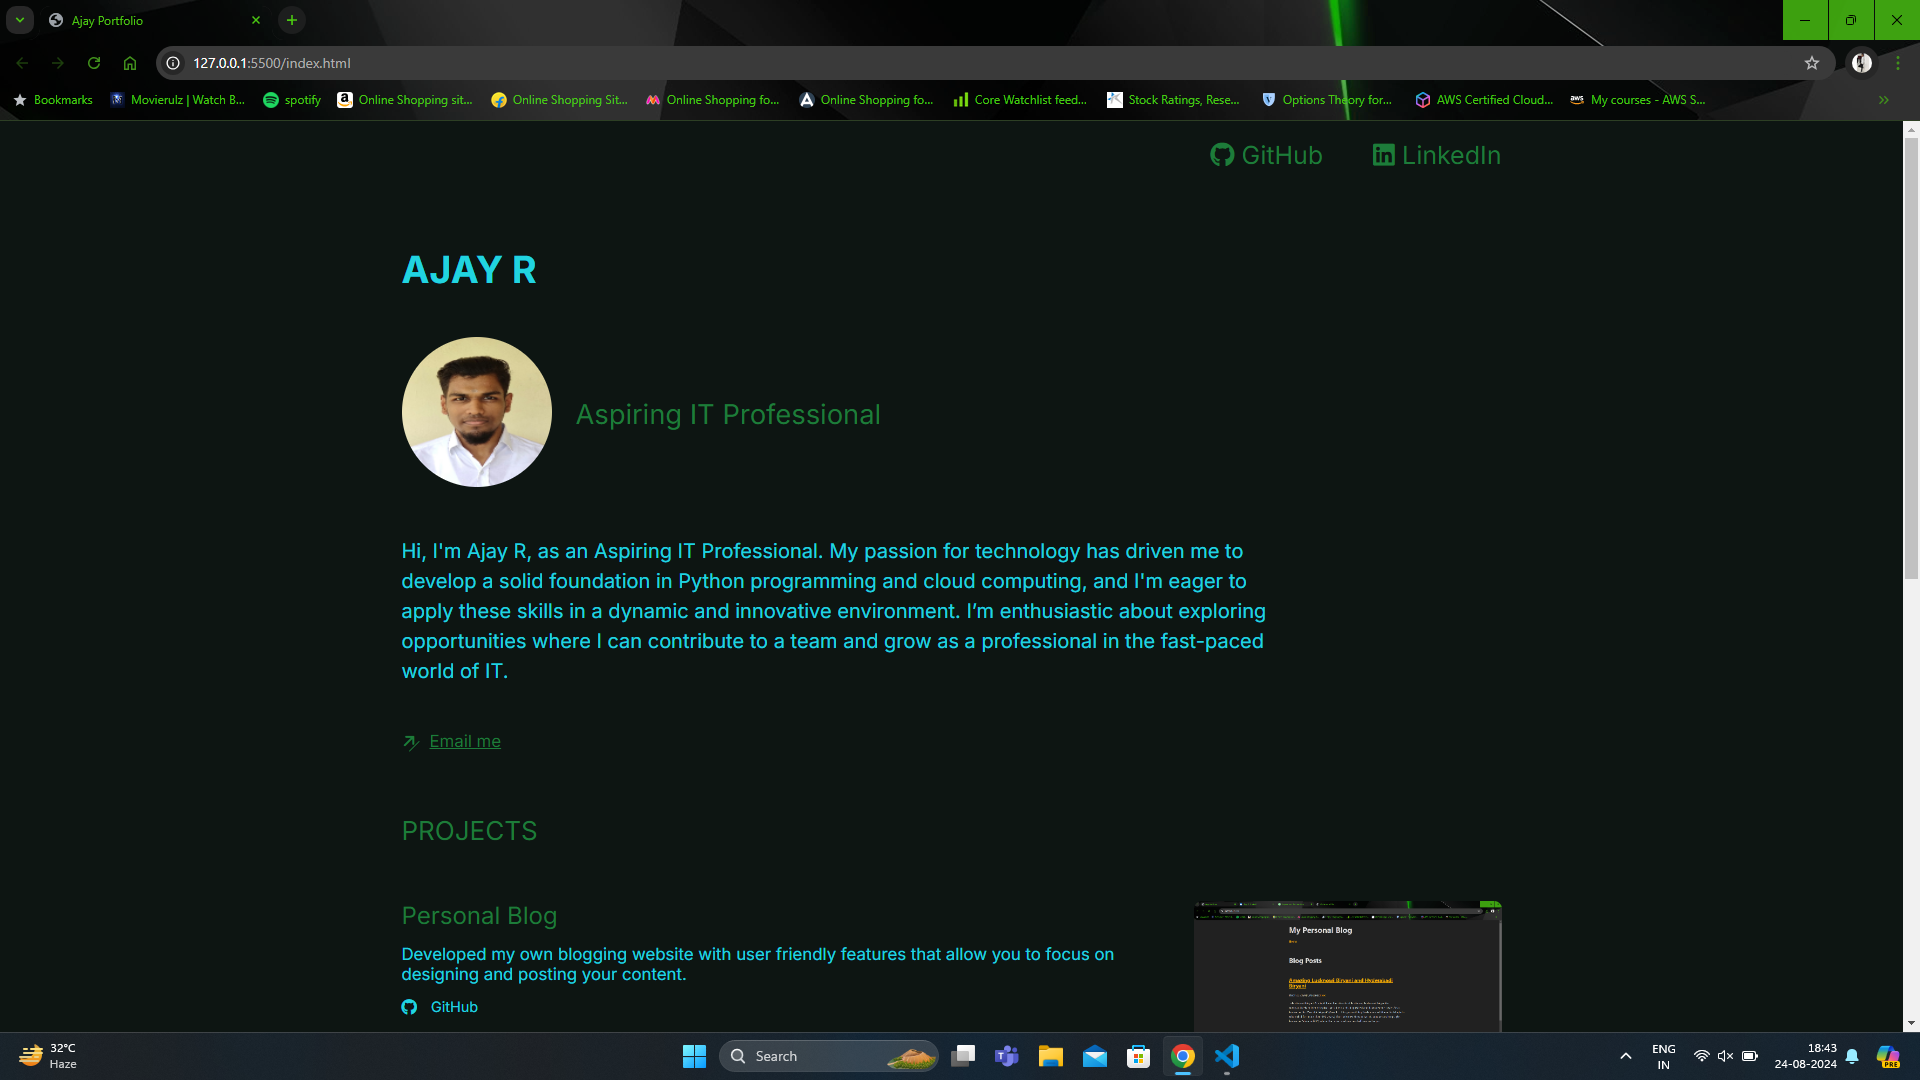 Ajay Portfolio
127.0.0.1:5500/index.html
Bookmarks
Movierulz | Watch B...
spotify
Online Shopping sit...
Online Shopping Sit...
Online Shopping fo...
Online Shopping fo...
Core Watchlist feed...
Stock Ratings, Rese...
Options Theory for...
AWS Certified Cloud...
My courses - AWS S...
GitHub
LinkedIn
AJAY R
Aspiring IT Professional
Hi, I'm Ajay R, as an Aspiring IT Professional. My passion for technology has driven me to
develop a solid foundation in Python programming and cloud computing, and I'm eager to
apply these skills in a dynamic and innovative environment. I’m enthusiastic about exploring
opportunities where I can contribute to a team and grow as a professional in the fast-paced
world of IT.
Email me
PROJECTS
Personal Blog
Developed my own blogging website with user friendly features that allow you to focus on
designing and posting your content.
GitHub
My Personal Blog
Blog Posts
Amazing Lucknowi Biryani and Hyderabadi
Biryani
32°C
Haze
Search
ENG
IN
18:43
24-08-2024
PRE